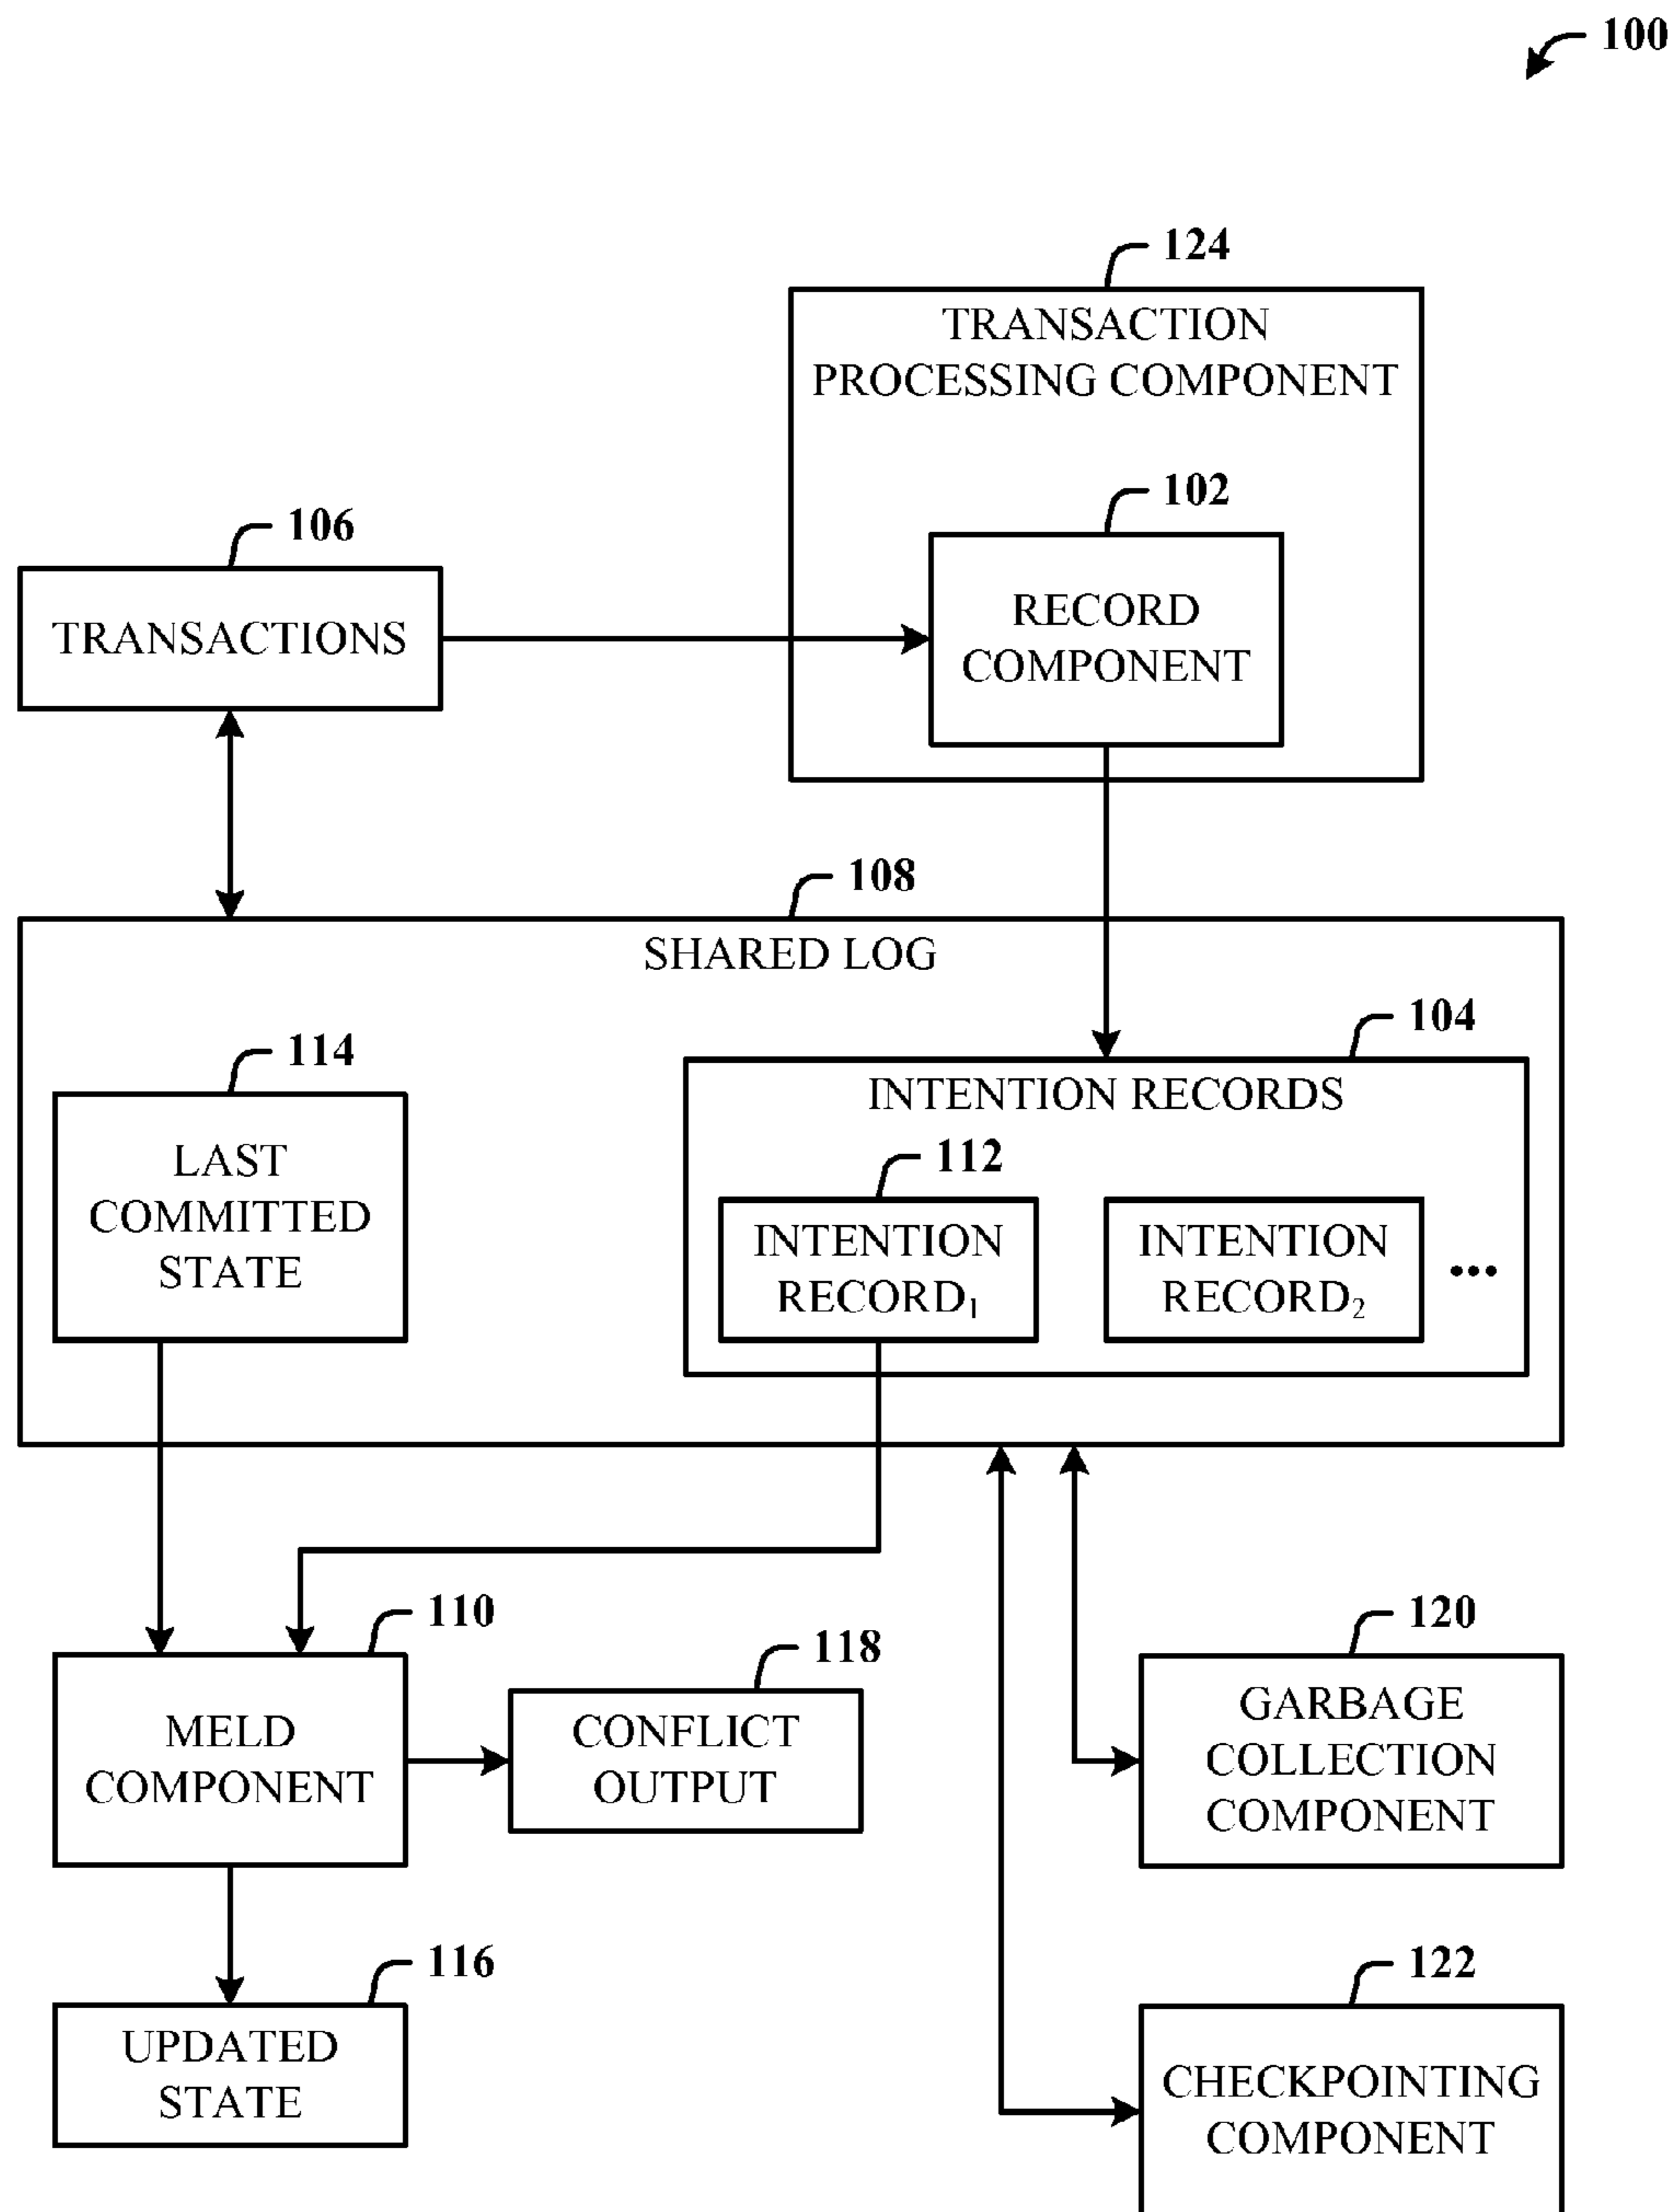 100
124
TRANSACTION
PROCESSING COMPONENT
102
RECORD
COMPONENT
106
TRANSACTIONS
108
SHARED LOG
104
INTENTION RECORDS
114
LAST
COMMITTED
STATE
112
INTENTION
RECORD₁
INTENTION
RECORD₂
...
110
MELD
COMPONENT
118
CONFLICT
OUTPUT
120
GARBAGE
COLLECTION
COMPONENT
116
UPDATED
STATE
122
CHECKPOINTING
COMPONENT